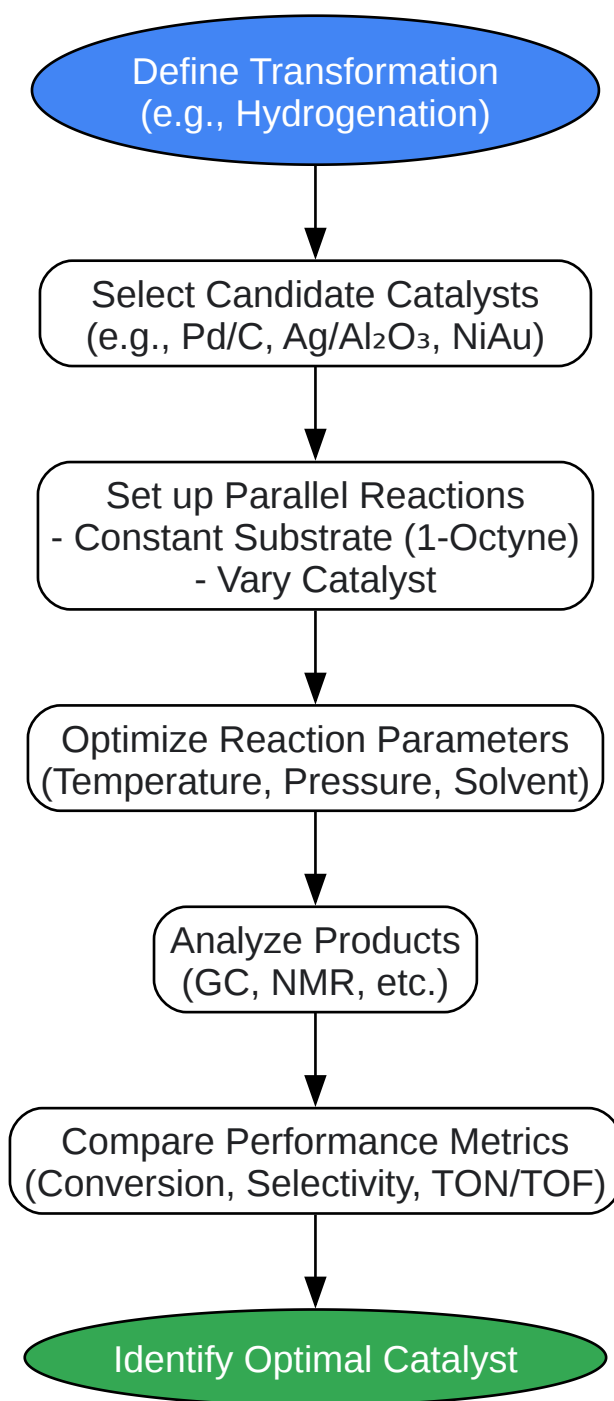 Define Transformation
(e.g., Hydrogenation)
Select Candidate Catalysts
(e.g., Pd/C, Ag/Al₂O₃, NiAu)
Set up Parallel Reactions
- Constant Substrate (1-Octyne)
- Vary Catalyst
Optimize Reaction Parameters
(Temperature, Pressure, Solvent)
Analyze Products
(GC, NMR, etc.)
Compare Performance Metrics
(Conversion, Selectivity, TON/TOF)
Identify Optimal Catalyst